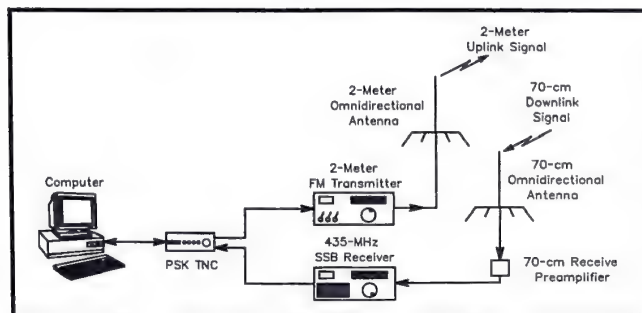 2-Meter
Uplink Signal
2-Meter
Omnidirectional
Antenna
70-cm
Downlink
Signal
70-cm
Omnidirectional
Antenna
Computer
2-Meter
FM Transmitter
PSK TNC
435-MHz
SSB Receiver
70-cm Receive
Preamplifier